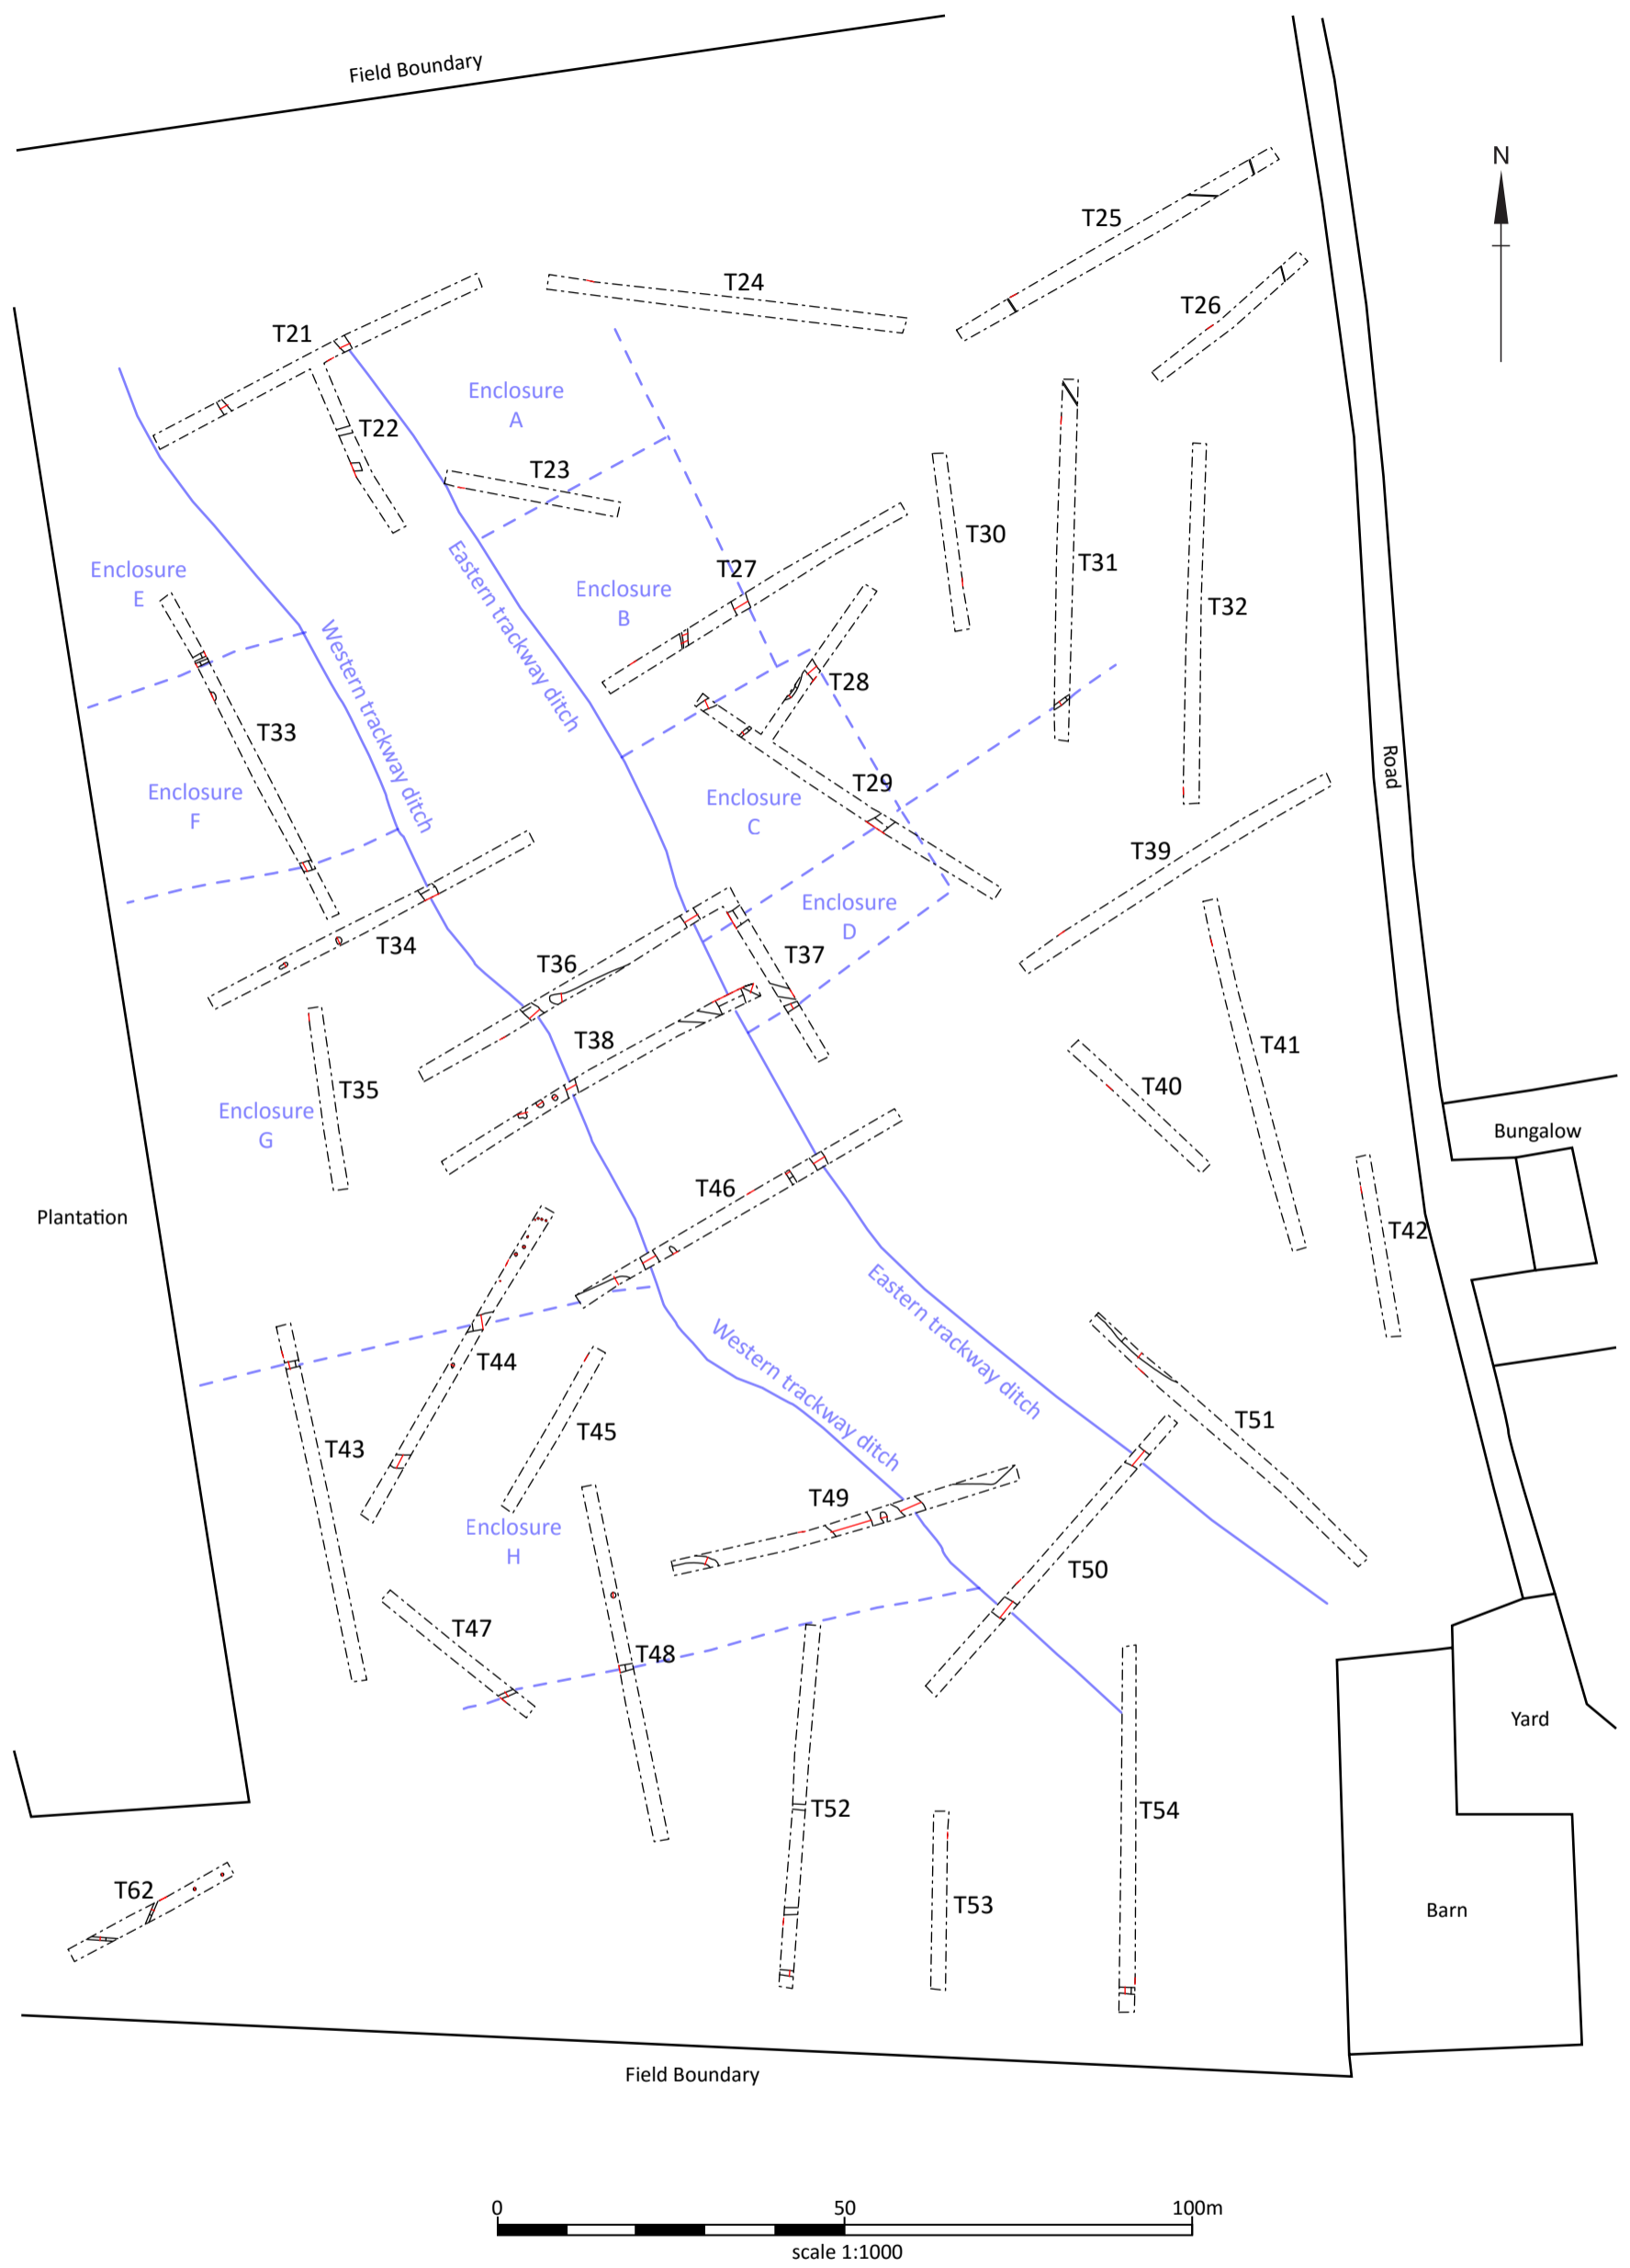 Field Boundary
N
T25
T24
T26
T21
Enclosure
A
T22
T23
T30
T31
T27
Enclosure
E
Enclosure
B
T32
Eastern trackway ditch
Western trackway ditch
T28
T33
Road
T29
Enclosure
F
Enclosure
C
T39
Enclosure
D
T34
T37
T36
T38
T41
T35
T40
Enclosure
G
Bungalow
T46
Plantation
T42
Eastern trackway ditch
Western trackway ditch
T44
T51
T45
T43
T49
Enclosure
H
T50
T47
T48
Yard
T52
T54
T62
T53
Barn
Field Boundary
0 50 100m
scale 1:1000